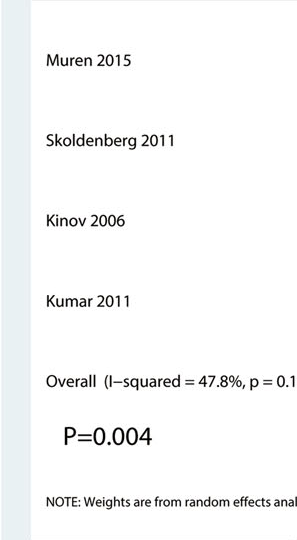 Muren 2015
Skoldenberg 2011
Kinov 2006
Kumar 2011
Overall (I−squared = 47.8%, p = 0.1
P=0.004
NOTE: Weights are from random effects anal